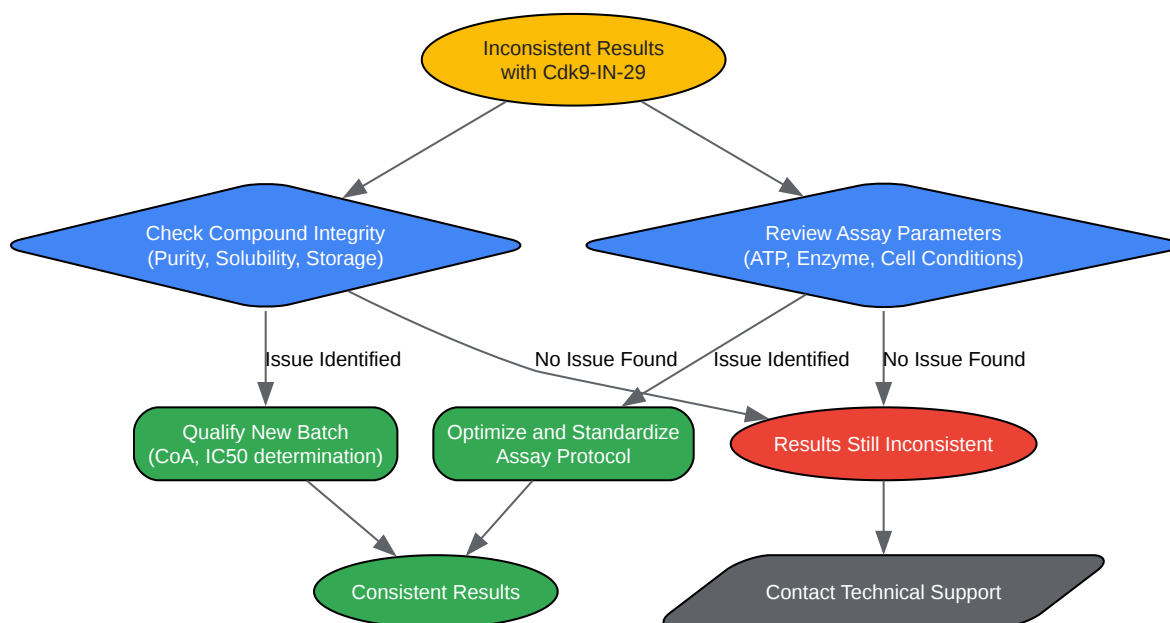 Inconsistent Results
with Cdk9-IN-29
Check Compound Integrity
(Purity, Solubility, Storage)
Review Assay Parameters
(ATP, Enzyme, Cell Conditions)
Issue Identified
No Issue Found
Issue Identified
No Issue Found
Qualify New Batch
(CoA, IC50 determination)
Optimize and Standardize
Assay Protocol
Results Still Inconsistent
Consistent Results
Contact Technical Support